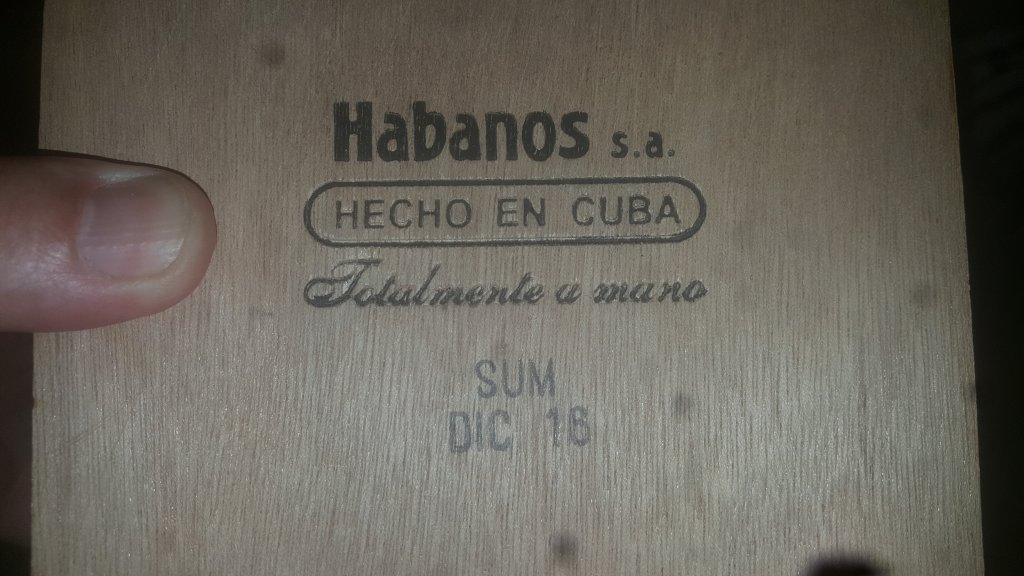 Habanos s.a.
HECHO EN CUBA
Totalmente a mano
SUM
DIC 16